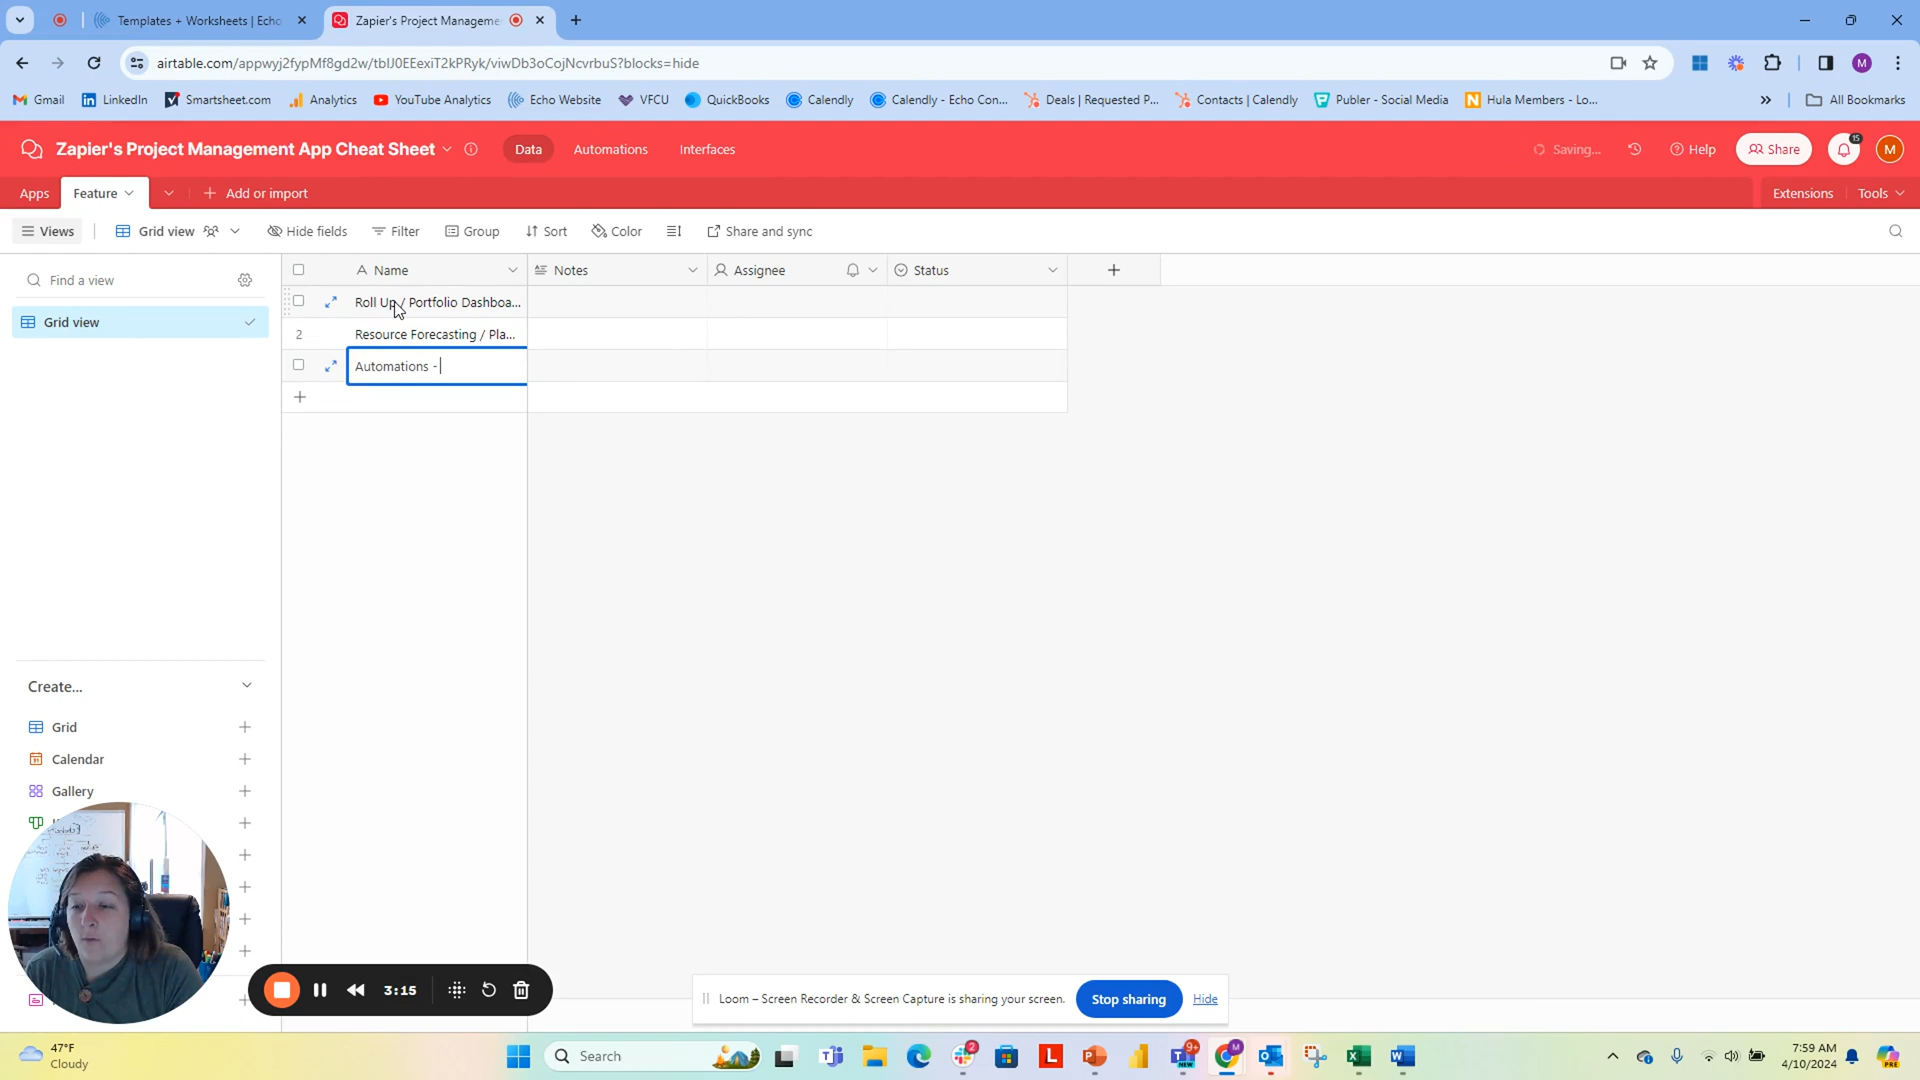 Templates + Worksheets | Echo
Zapier's Project Manageme
airtable.com/appwyj2fypMf8gd2w/tblJ0EEexiT2kPRyk/viwDb3oCojNcvrbuS?blocks=hide
M
Gmail
LinkedIn
Smartsheet.com
Analytics
YouTube Analytics
Echo Website
VFCU
QuickBooks
Calendly
Calendly - Echo Con...
Deals | Requested P...
Contacts | Calendly
Publer - Social Media
Hula Members - Lo...
All Bookmarks
Zapier's Project Management App Cheat Sheet
Data
Automations
Interfaces
Saving...
Help
Share
15
M
Apps
Feature
Add or import
Extensions
Tools
Views
Grid view
Hide fields
Filter
Group
Sort
Color
Share and sync
Find a view
Name
Notes
Assignee
Status
Grid view
Roll Up / Portfolio Dashboa...
2
Resource Forecasting / Pla...
Automations -
Create...
Grid
Calendar
Gallery
3:15
Loom – Screen Recorder & Screen Capture is sharing your screen.
Stop sharing
Hide
47°F
Cloudy
Search
2
9+
NEW
M
7:59 AM
4/10/2024
PRE